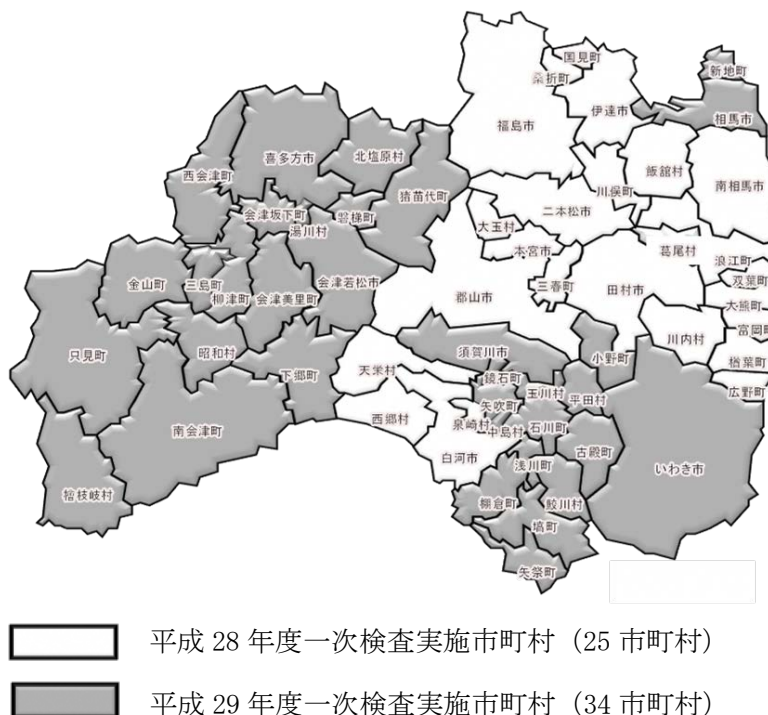 国見町
桑折町
新地町
伊達市
相馬市
福島市
喜多方市
北塩原村
飯舘村
西会津町
猪苗代町
川俣町
南相馬市
会津坂下町
磐梯町
二本松市
湯川村
大玉村
本宮市
葛尾村
浪江町
金山町
三島町
会津若松市
双葉町
柳津町
会津美里町
三春町
田村市
郡山市
大熊町
富岡町
川内村
昭和村
須賀川市
只見町
小野町
楢葉町
下郷町
天栄村
鏡石町
玉川村
平田村
広野町
矢吹町
西郷村
泉崎村
中島村
石川町
南会津町
古殿町
白河市
浅川町
いわき市
檜枝岐村
棚倉町
鮫川村
塙町
矢祭町
平成 28 年度一次検査実施市町村（25 市町村）
平成 29 年度一次検査実施市町村（34 市町村）